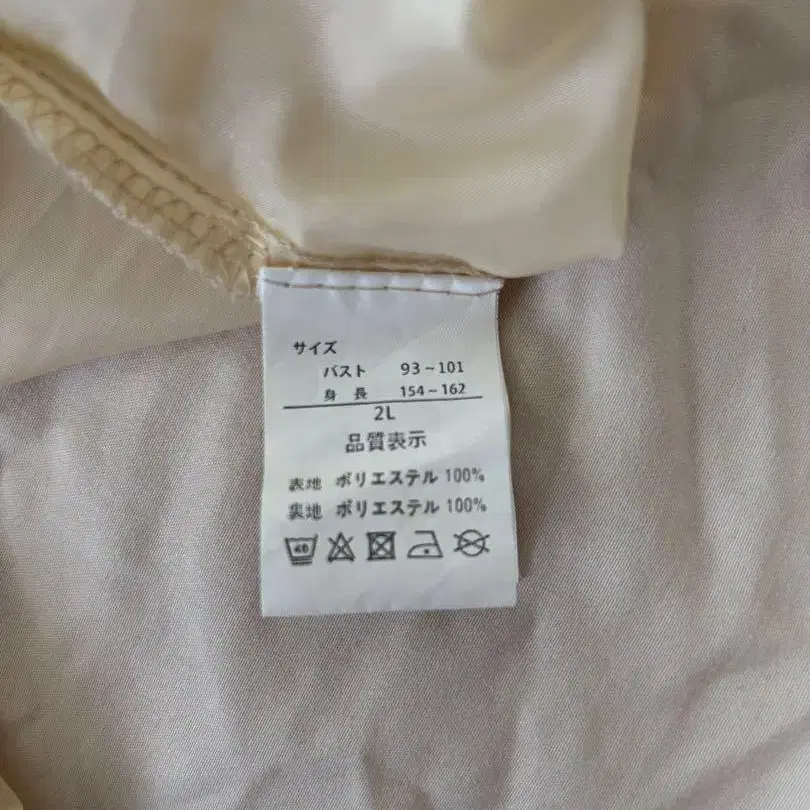 サイズ
バスト 93~101
身長 154~162
2L
品質表示
表地 ポリエステル 100%
裏地 ポリエステル 100%
40